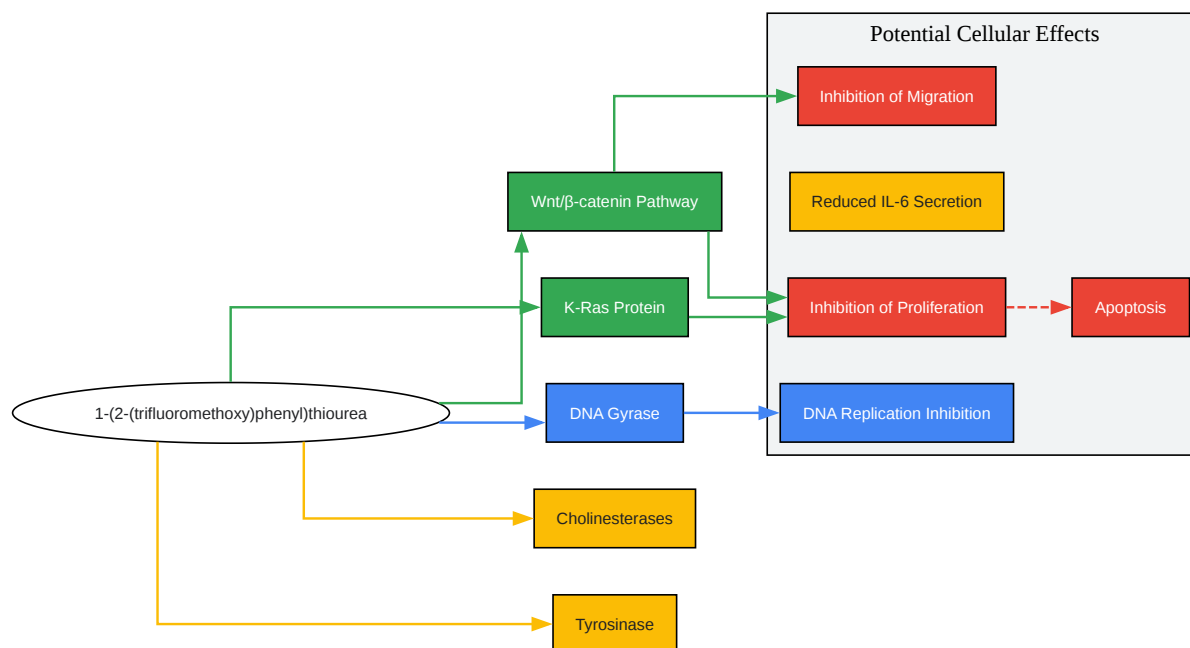 Potential Cellular Effects
Inhibition of Migration
Wnt/β-catenin Pathway
Reduced IL-6 Secretion
K-Ras Protein
Inhibition of Proliferation
Apoptosis
1-(2-(trifluoromethoxy)phenyl)thiourea
DNA Gyrase
DNA Replication Inhibition
Cholinesterases
Tyrosinase